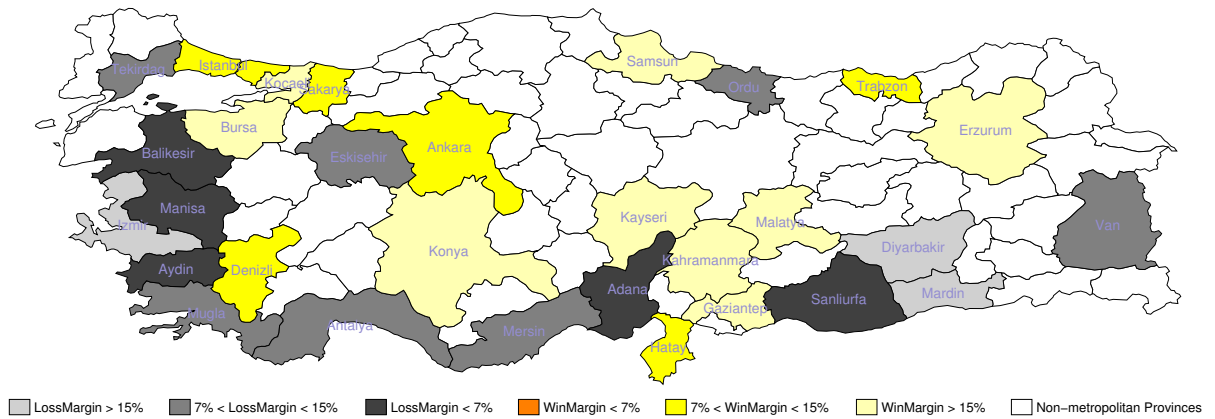 Samsun
Tekirdag
Istanbul
Kocaeli
Sakarya
Ordu
Trabzon
Bursa
Erzurum
Balikesir
Eskisehir
Ankara
Manisa
Izmir
Kayseri
Malatya
Van
Diyarbakir
Konya
Kahramanmara
Aydin
Denizli
Adana
Sanliurfa
Mardin
Mugla
Antalya
Mersin
Gaziantep
Hatay
LossMargin > 15% 7% < LossMargin < 15% LossMargin < 7% WinMargin < 7% 7% < WinMargin < 15% WinMargin > 15% Non−metropolitan Provinces